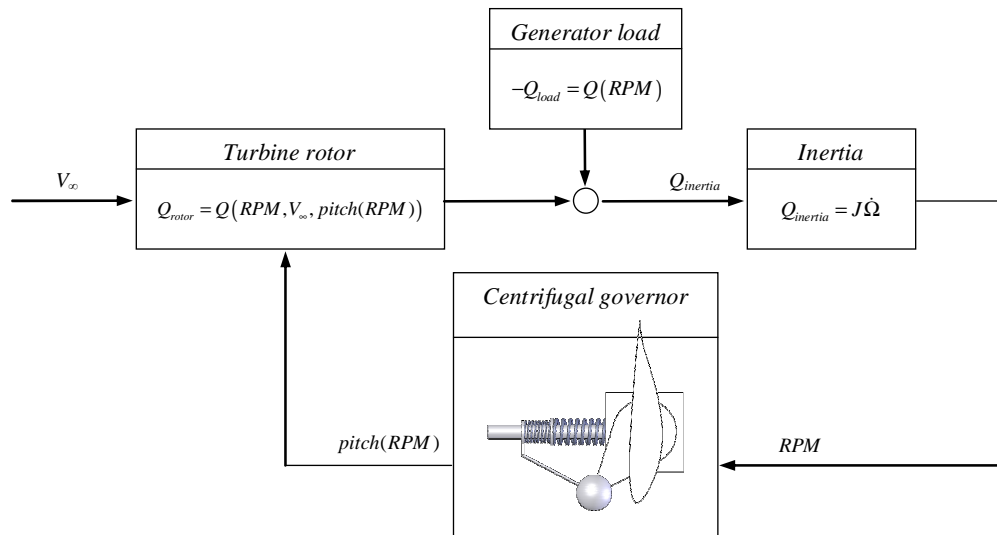 Generator load
−Q_load = Q(RPM)
Turbine rotor
Inertia
V_∞
Q_inertia
Q_rotor = Q(RPM, V_∞, pitch(RPM))
Q_inertia = JΩ̇
Centrifugal governor
pitch(RPM)
RPM